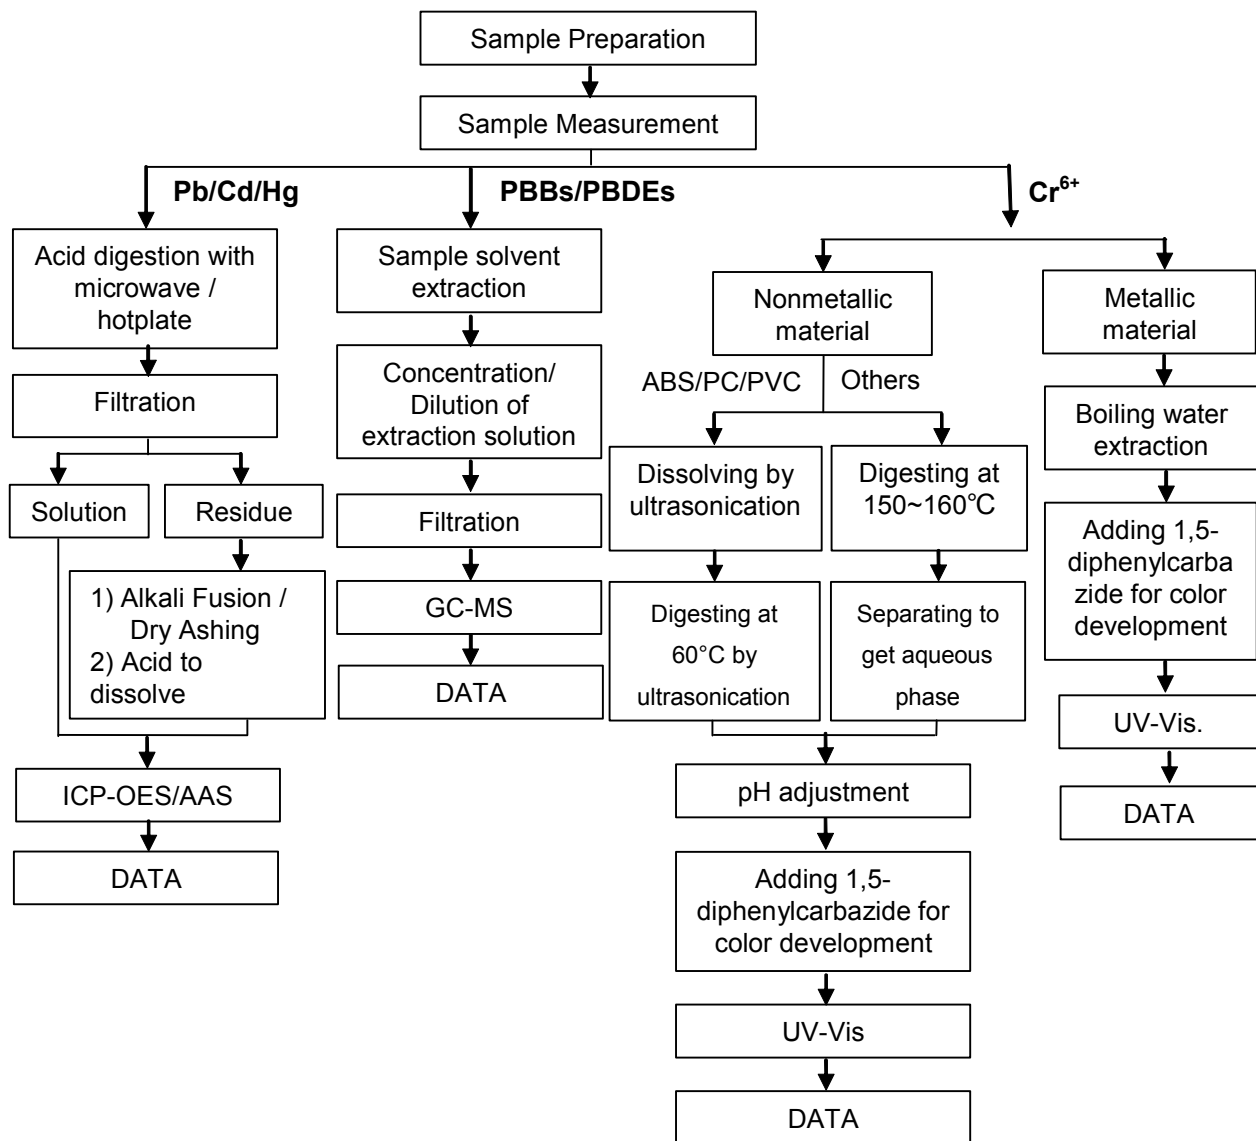 Sample Preparation
Sample Measurement
Pb/Cd/Hg
PBBs/PBDEs
Cr6+
Acid digestion with
microwave /
hotplate
Filtration
Solution
Residue
1) Alkali Fusion /
Dry Ashing
2) Acid to
dissolve
ICP-OES/AAS
DATA
Sample solvent
extraction
Concentration/
Dilution of
extraction solution
Filtration
GC-MS
DATA
Nonmetallic
material
ABS/PC/PVC
Others
Dissolving by
ultrasonication
Digesting at
60°C by
ultrasonication
Digesting at
150~160℃
Separating to
get aqueous
phase
pH adjustment
Adding 1,5-
diphenylcarbazide for
color development
UV-Vis
DATA
Metallic
material
Boiling water
extraction
Adding 1,5-
diphenylcarba
zide for color
development
UV-Vis.
DATA